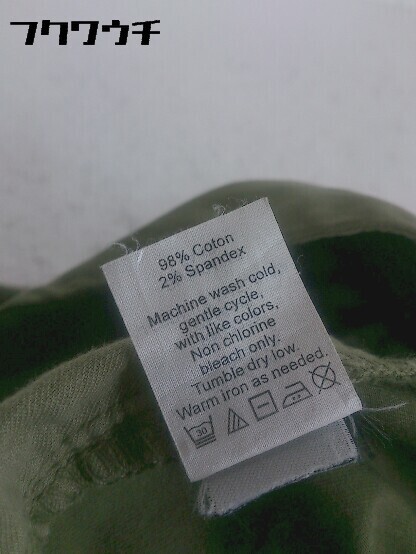 フクワウチ
98% Coton
2% Spandex
Machine wash cold,
gentle cycle,
with like colors,
Non chlorine
bleach only.
Tumble dry low.
Warm iron as needed.
30